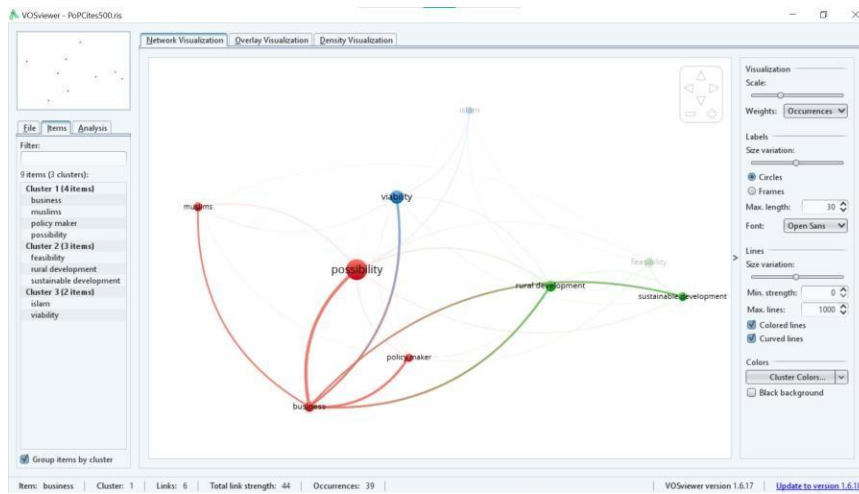 VOSviewer - PoPCites500.ris
Network Visualization Overlay Visualization Density Visualization
File Items Analysis
Filter:
9 items (3 clusters):
Cluster 1 (4 items)
business
muslims
policy maker
possibility
Cluster 2 (3 items)
feasibility
rural development
sustainable development
Cluster 3 (2 items)
islam
viability
Group items by cluster
islam
viability
muslims
possibility
feasibility
rural development
sustainable development
policy maker
business
Visualization
Scale:
Weights: Occurrences
Labels
Size variation:
Circles
Frames
Max. length: 30
Font: Open Sans
Lines
Size variation:
Min. strength: 0
Max. lines: 1000
Colored lines
Curved lines
Colors
Cluster Colors...
Black background
Item: business Cluster: 1 Links: 6 Total link strength: 44 Occurrences: 39 VOSviewer version 1.6.17 Update to version